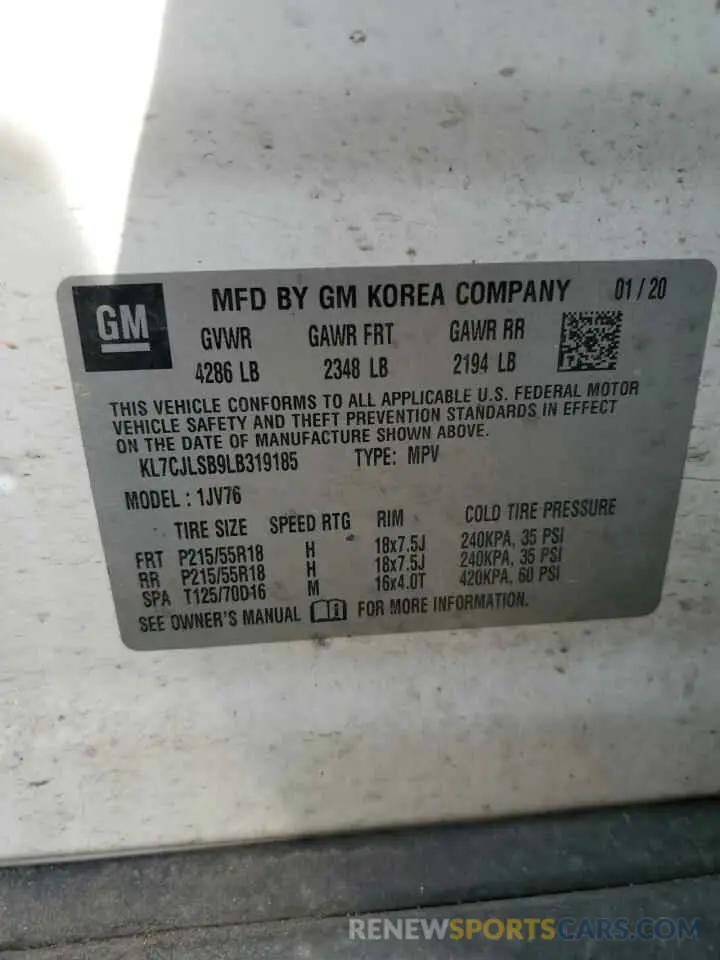 GM
MFD BY GM KOREA COMPANY 01 / 20
GVWR GAWR FRT GAWR RR
4286 LB 2348 LB 2194 LB
THIS VEHICLE CONFORMS TO ALL APPLICABLE U.S. FEDERAL MOTOR
VEHICLE SAFETY AND THEFT PREVENTION STANDARDS IN EFFECT
ON THE DATE OF MANUFACTURE SHOWN ABOVE.
KL7CJLSB9LB319185 TYPE: MPV
MODEL : 1JV76
TIRE SIZE SPEED RTG RIM COLD TIRE PRESSURE
FRT P215/55R18 H 18x7.5J 240KPA, 35 PSI
RR P215/55R18 H 18x7.5J 240KPA, 35 PSI
SPA T125/70D16 M 16x4.0T 420KPA, 60 PSI
SEE OWNER'S MANUAL FOR MORE INFORMATION.
RENEWSPORTSCARS.COM